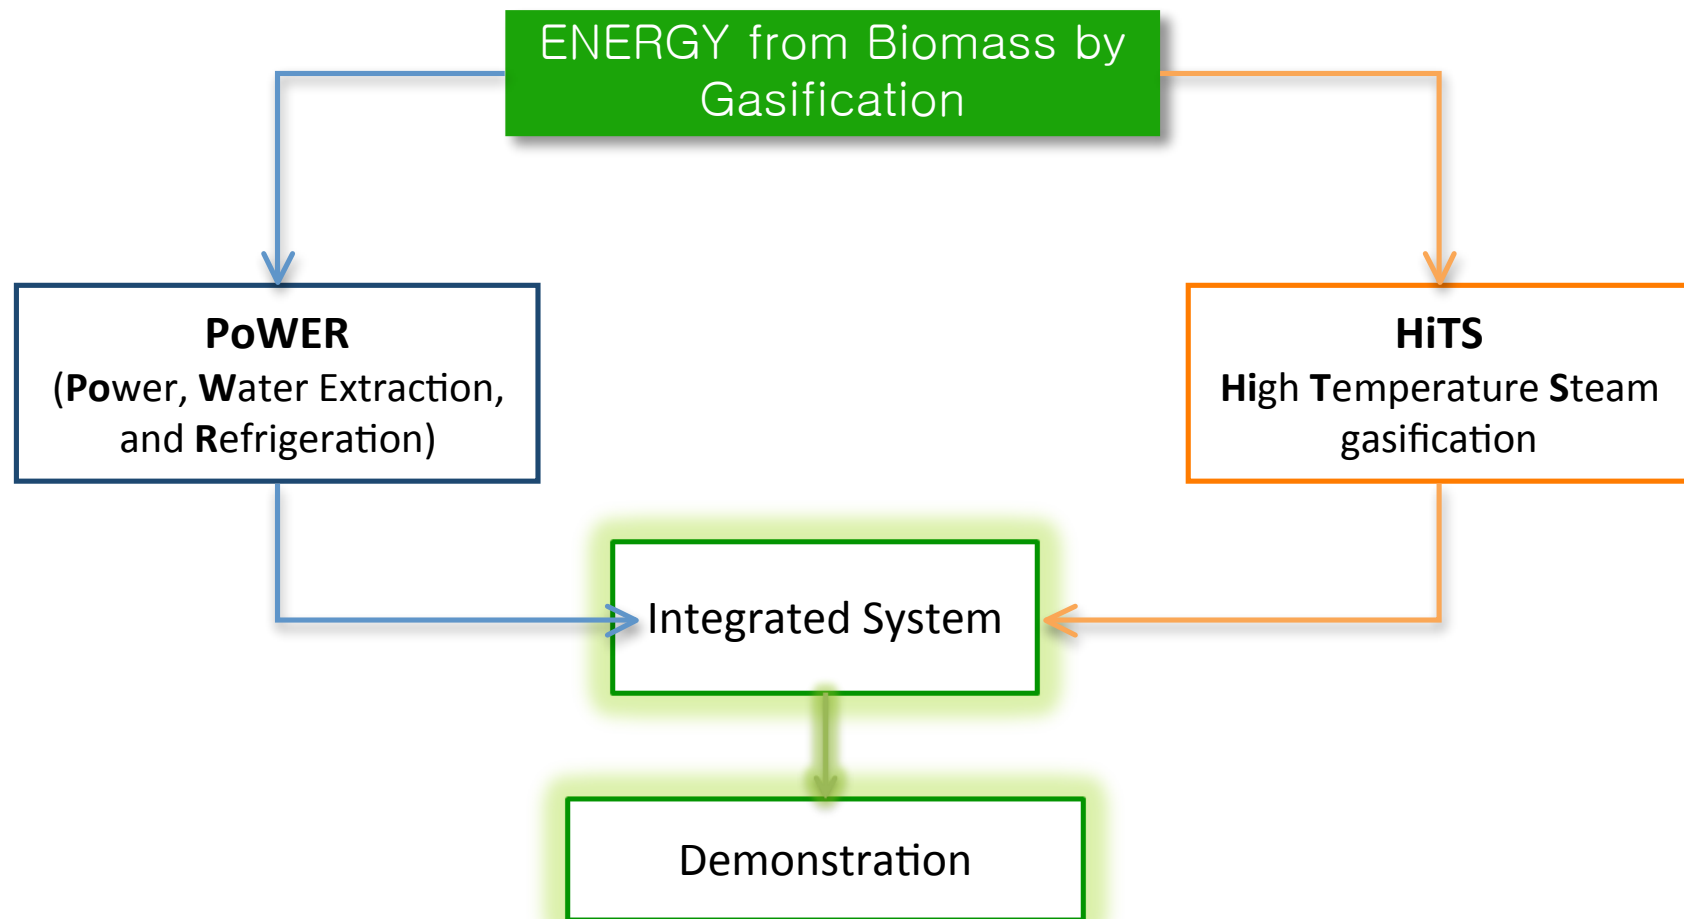 ENERGY from Biomass by
Gasification
PoWER
(Power, Water Extraction,
and Refrigeration)
HiTS
High Temperature Steam
gasification
Integrated System
Demonstration